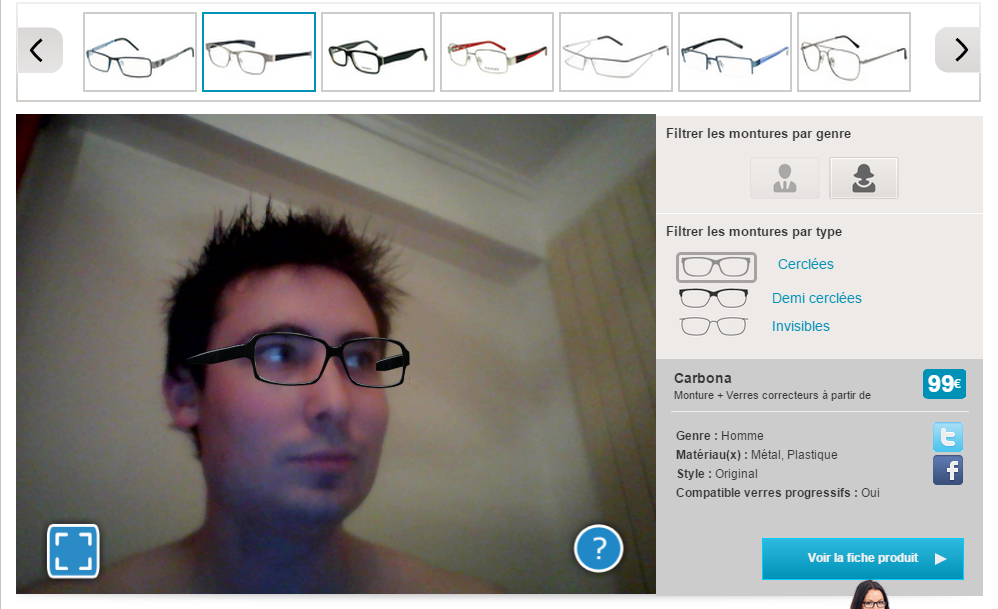 Filtrer les montures par genre
Filtrer les montures par type
Cerclées
Demi cerclées
Invisibles
Carbona
99€
Monture + Verres correcteurs à partir de
Genre : Homme
Matériau(x) : Métal, Plastique
Style : Original
Compatible verres progressifs : Oui
?
Voir la fiche produit